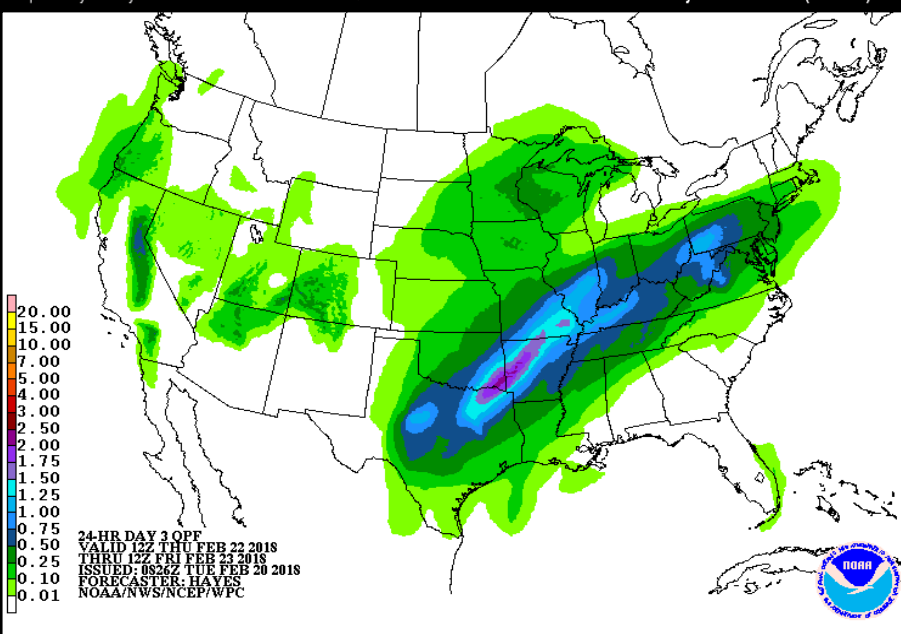 20.00
15.00
10.00
7.00
5.00
4.00
3.00
2.50
2.00
1.75
1.50
1.25
1.00
0.75
0.50
0.25
0.10
0.01
24-HR DAY 3 QPF
VALID 12Z THU FEB 22 2018
THRU 12Z FRI FEB 23 2018
ISSUED: 0826Z TUE FEB 20 2018
FORECASTER: HAYES
NOAA/NWS/NCEP/WPC
NOAA